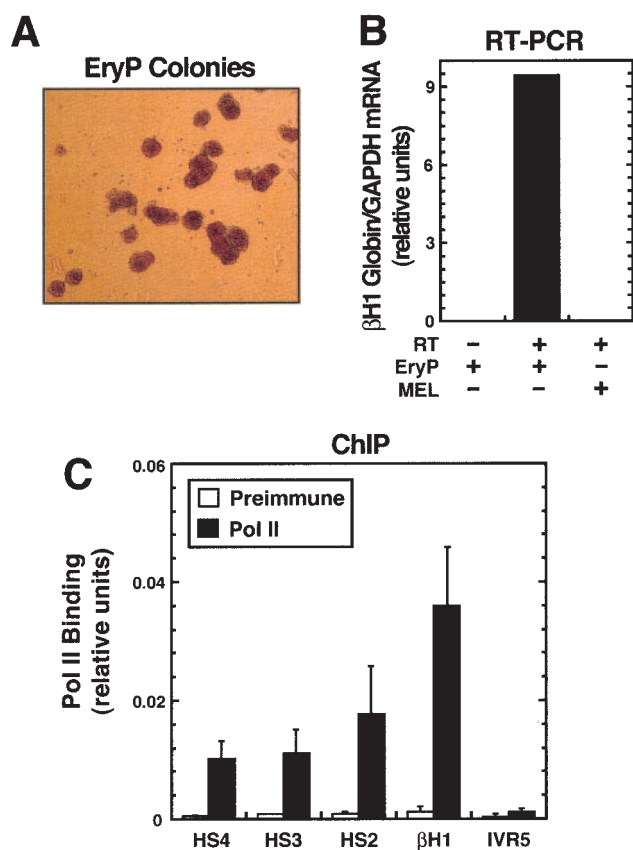 A
EryP Colonies
B
RT-PCR
βH1 Globin/GAPDH mRNA
(relative units)
9
6
3
0
RT - + +
EryP + + -
MEL - - +
C
ChIP
Pol II Binding
(relative units)
0.06
0.04
0.02
0
Preimmune
Pol II
HS4 HS3 HS2 βH1 IVR5